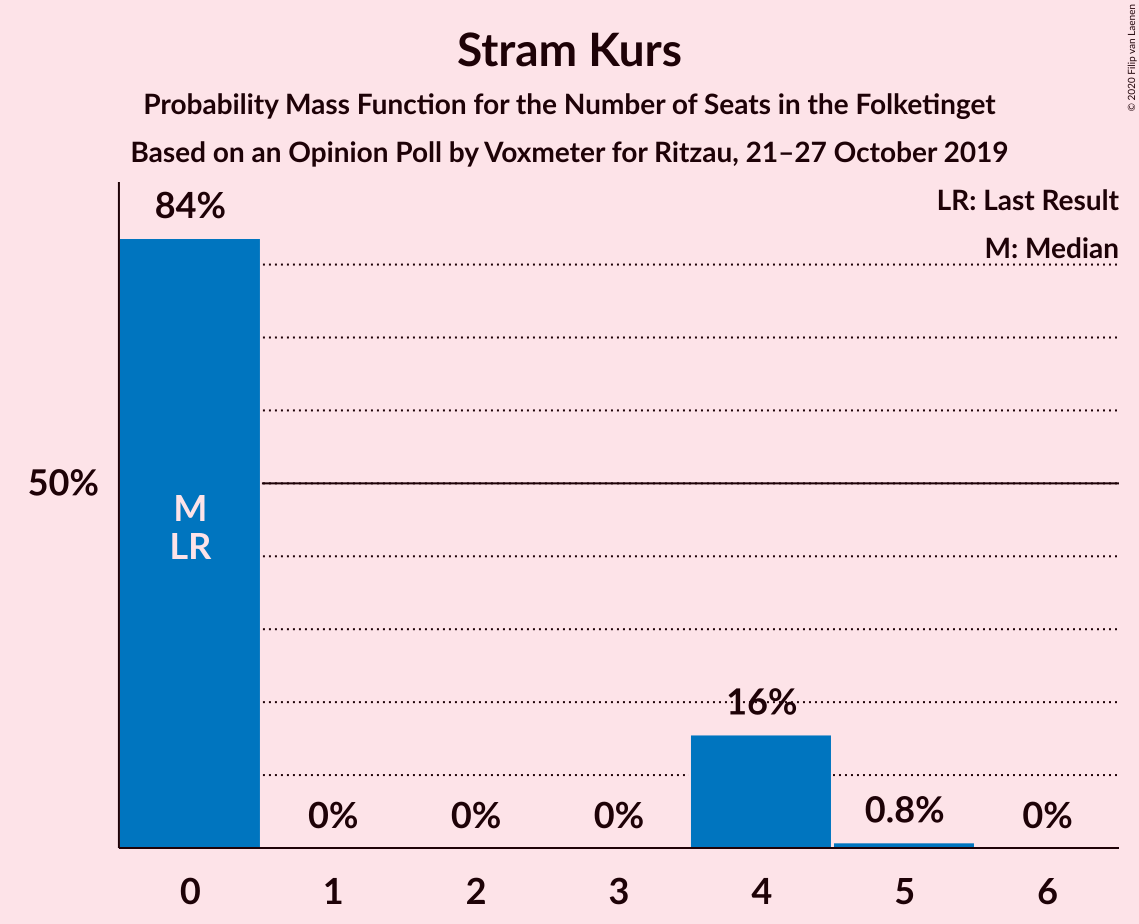 © 2020 Filip van Laenen
Stram Kurs
Probability Mass Function for the Number of Seats in the Folketinget
Based on an Opinion Poll by Voxmeter for Ritzau, 21–27 October 2019
LR: Last Result
M: Median
84%
50%
M
LR
16%
0%
0%
0%
0.8%
0%
0
1
2
3
4
5
6